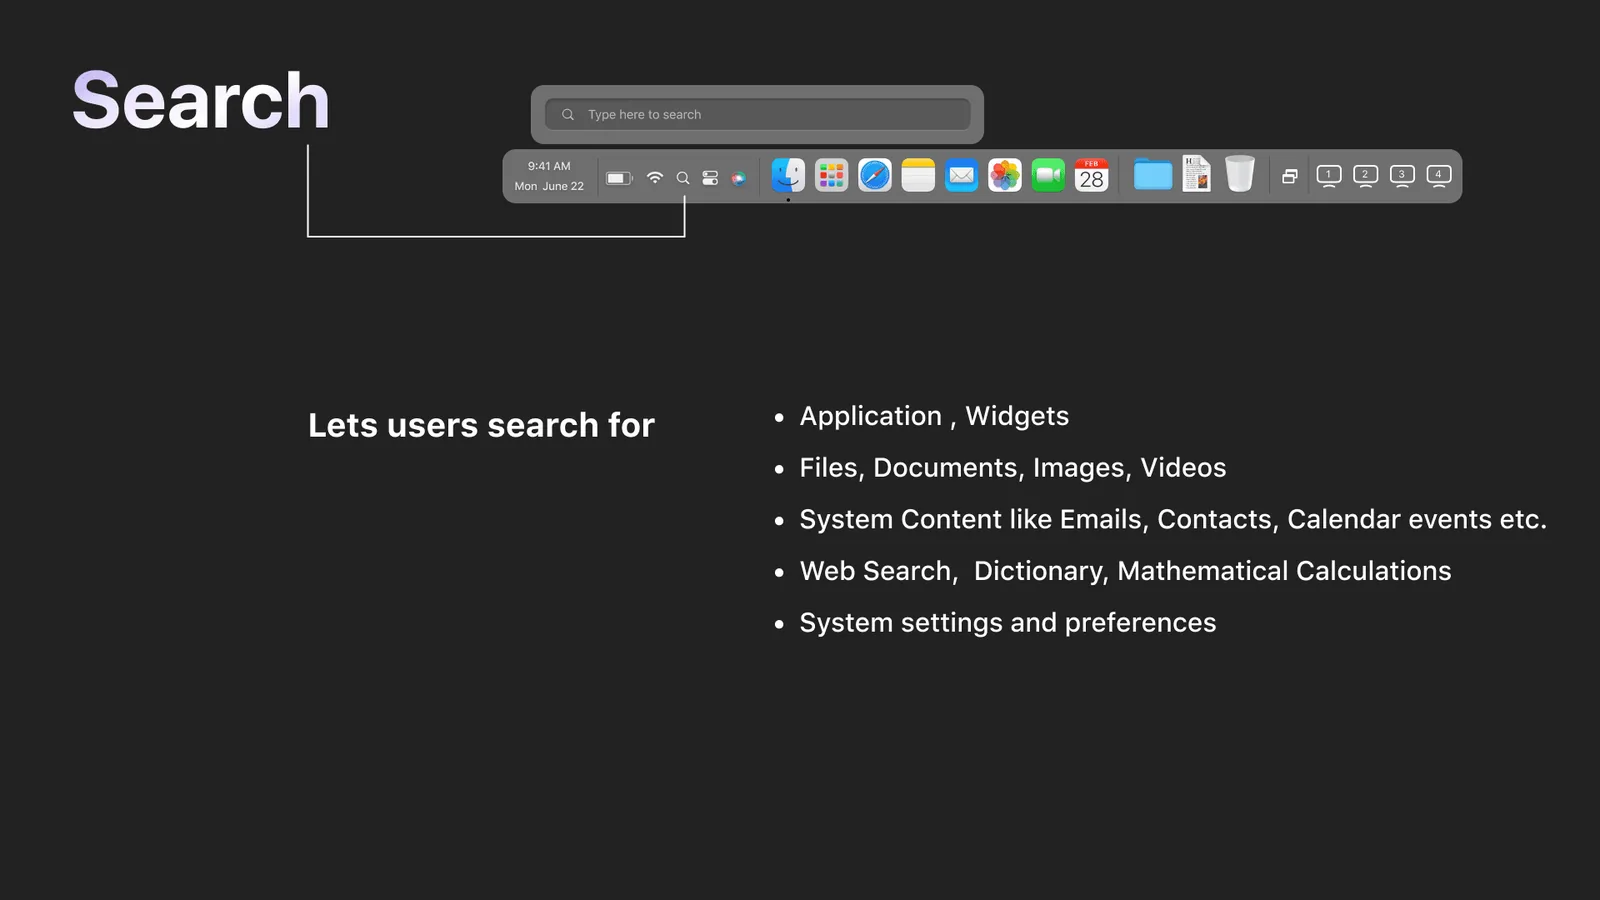 Search
Type here to search
9:41 AM
Mon June 22
FEB
28
1
2
3
4
Lets users search for
• Application , Widgets
• Files, Documents, Images, Videos
• System Content like Emails, Contacts, Calendar events etc.
• Web Search,  Dictionary, Mathematical Calculations
• System settings and preferences